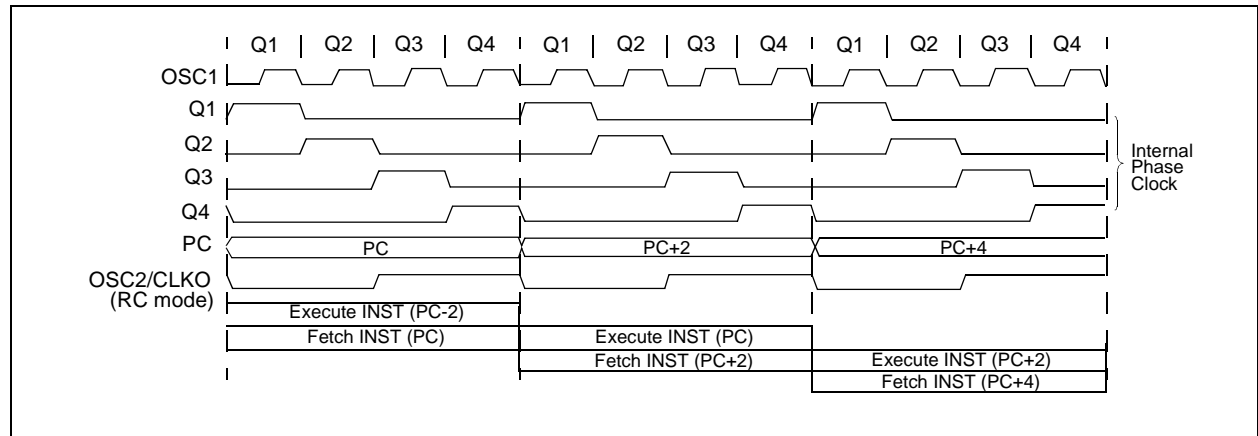 Q1 Q2 Q3 Q4 Q1 Q2 Q3 Q4 Q1 Q2 Q3 Q4
OSC1
Q1
Q2
Q3
Q4
Internal
Phase
Clock
PC PC PC+2 PC+4
OSC2/CLKO
(RC mode)
Execute INST (PC-2)
Fetch INST (PC) Execute INST (PC)
Fetch INST (PC+2) Execute INST (PC+2)
Fetch INST (PC+4)